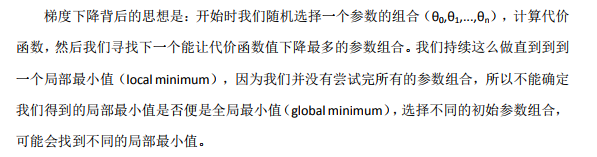 梯度下降背后的思想是：开始时我们随机选择一个参数的组合（θ₀,θ₁,...,θₙ），计算代价
函数，然后我们寻找下一个能让代价函数值下降最多的参数组合。我们持续这么做直到到到
一个局部最小值（local minimum），因为我们并没有尝试完所有的参数组合，所以不能确定
我们得到的局部最小值是否便是全局最小值（global minimum），选择不同的初始参数组合，
可能会找到不同的局部最小值。